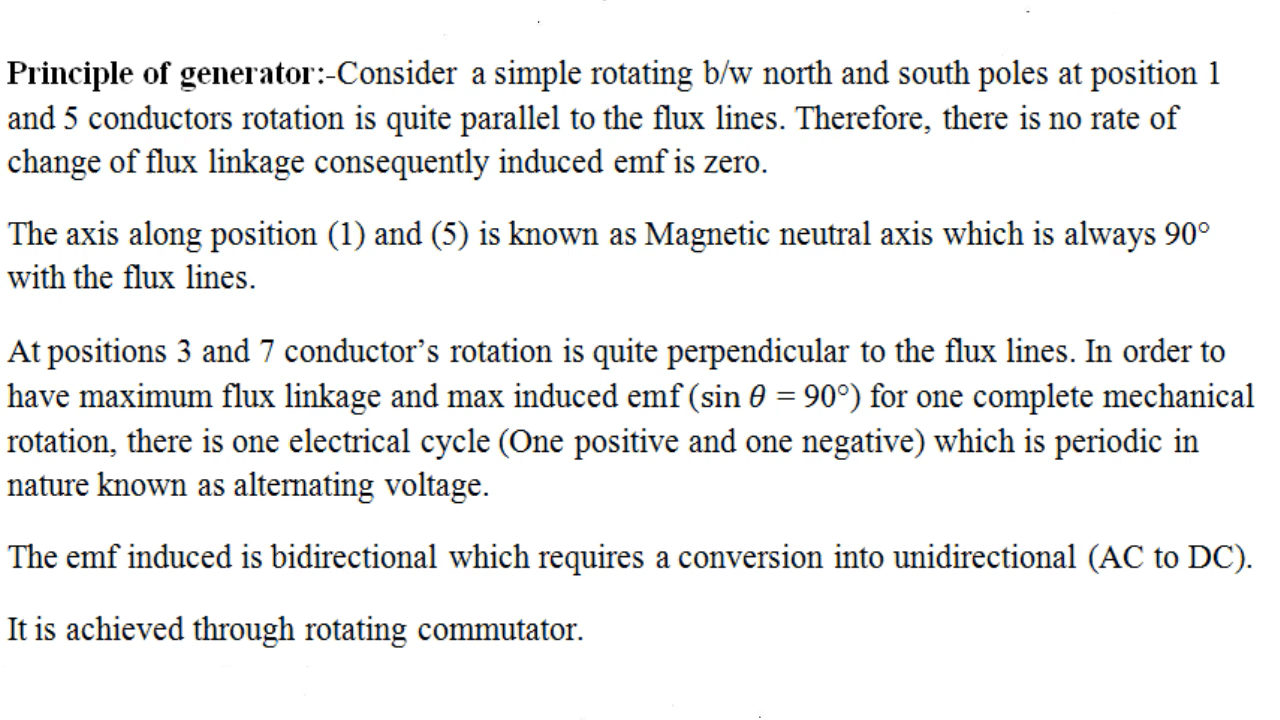 Principle of generator:-Consider a simple rotating b/w north and south poles at position 1
and 5 conductors rotation is quite parallel to the flux lines. Therefore, there is no rate of
change of flux linkage consequently induced emf is zero.
The axis along position (1) and (5) is known as Magnetic neutral axis which is always 90°
with the flux lines.
At positions 3 and 7 conductor’s rotation is quite perpendicular to the flux lines. In order to
have maximum flux linkage and max induced emf (sin θ = 90°) for one complete mechanical
rotation, there is one electrical cycle (One positive and one negative) which is periodic in
nature known as alternating voltage.
The emf induced is bidirectional which requires a conversion into unidirectional (AC to DC).
It is achieved through rotating commutator.